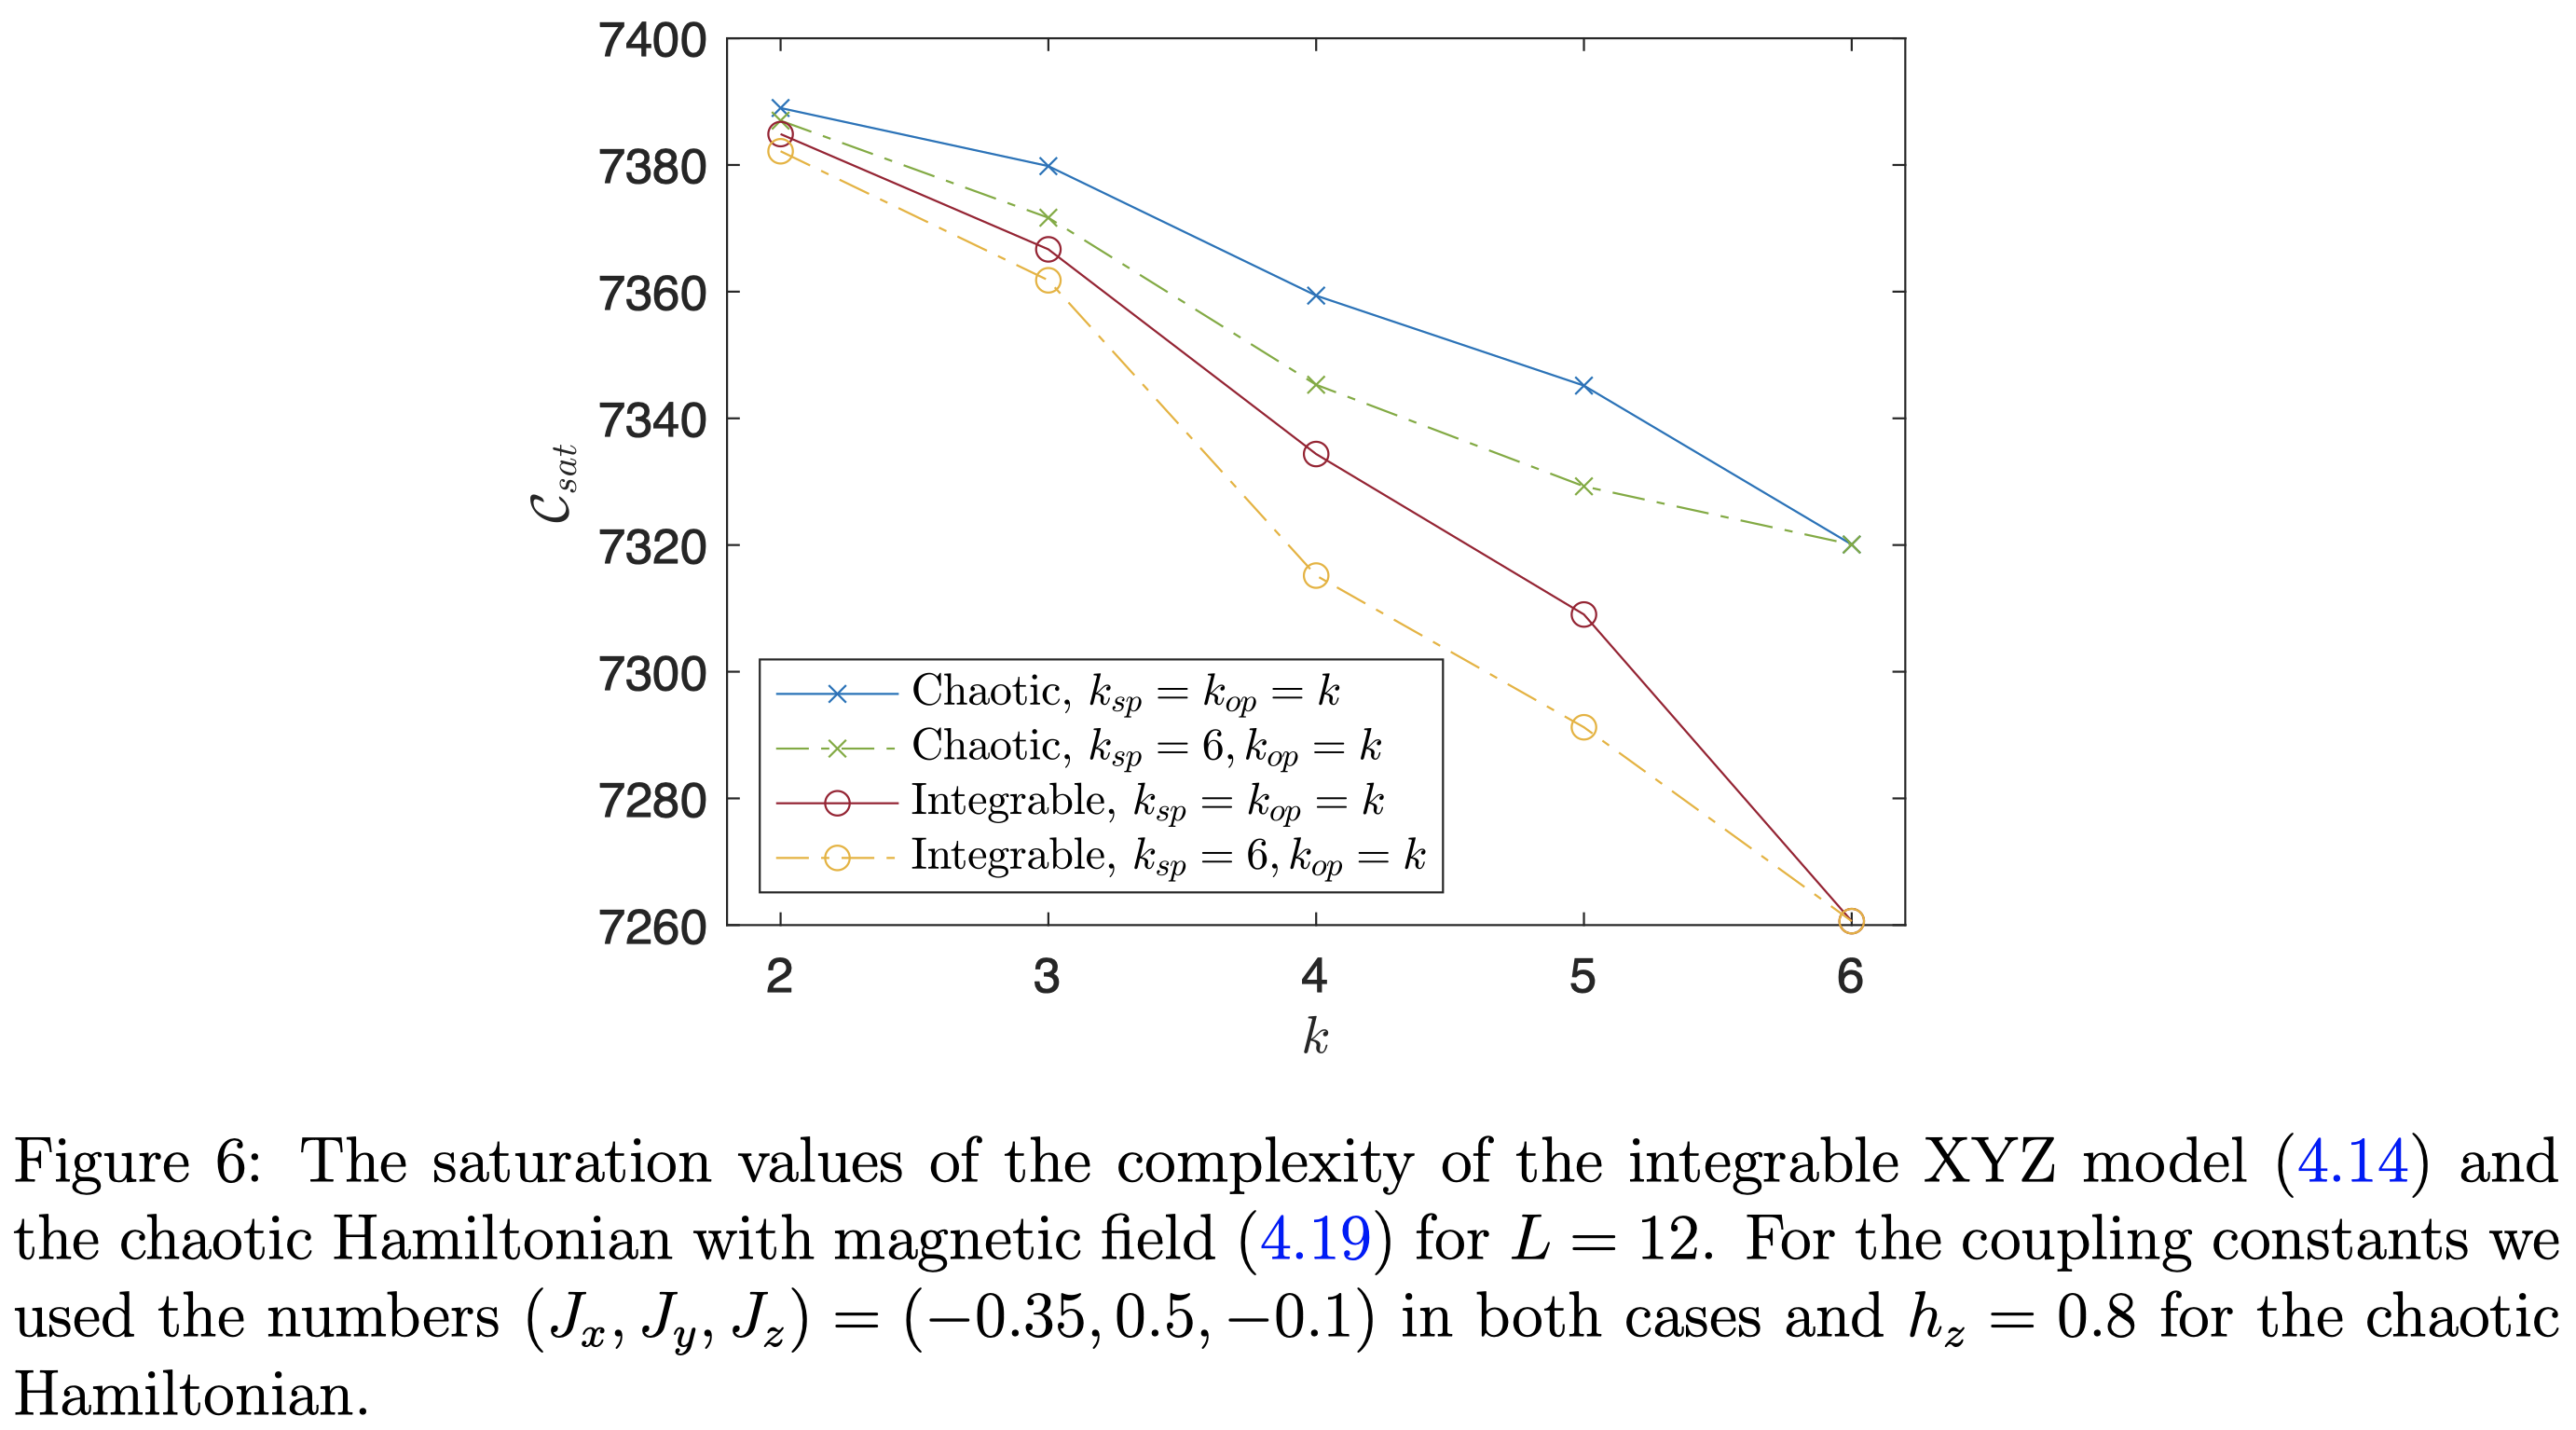 7400
7380
7360
7340
7320
7300
7280
7260
𝒞_sat
Chaotic, k_sp = k_op = k
Chaotic, k_sp = 6, k_op = k
Integrable, k_sp = k_op = k
Integrable, k_sp = 6, k_op = k
2 3 4 5 6
k
Figure 6: The saturation values of the complexity of the integrable XYZ model (4.14) and
the chaotic Hamiltonian with magnetic field (4.19) for L = 12. For the coupling constants we
used the numbers (J_x, J_y, J_z) = (−0.35, 0.5, −0.1) in both cases and h_z = 0.8 for the chaotic
Hamiltonian.